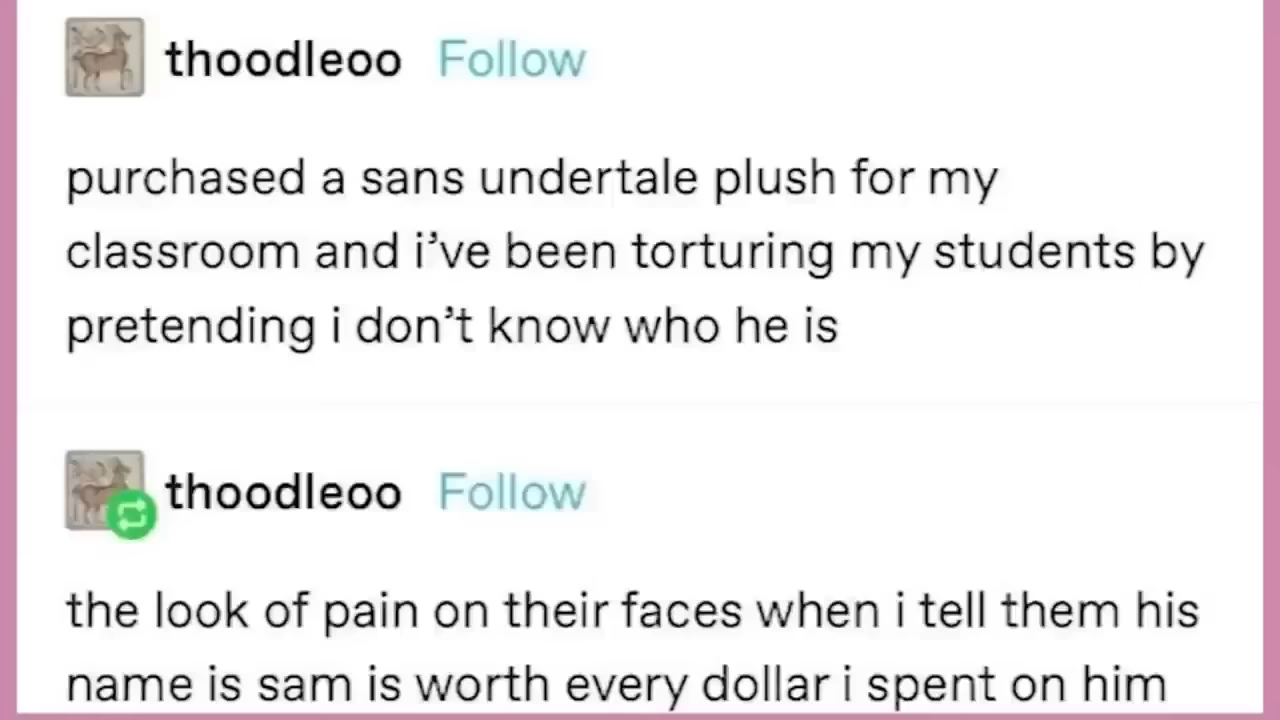 thoodleoo Follow
purchased a sans undertale plush for my
classroom and i've been torturing my students by
pretending i don't know who he is
thoodleoo Follow
the look of pain on their faces when i tell them his
name is sam is worth every dollar i spent on him